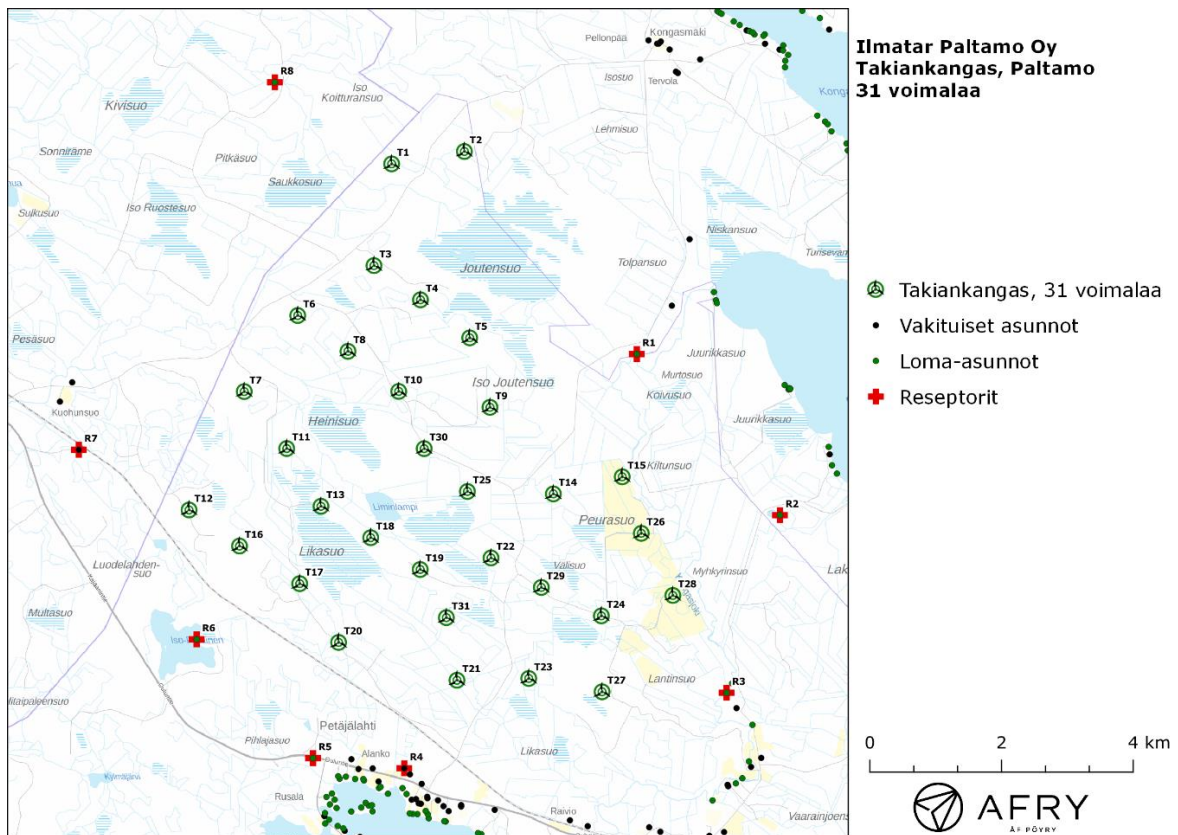 Ilmatar Paltamo Oy
Takiankangas, Paltamo
31 voimalaa
Takiankangas, 31 voimalaa
Vakituiset asunnot
Loma-asunnot
Reseptorit
0 2 4 km
AFRY
ÅF PÖYRY
Pellonpää
Kongasmäki
Isosuo
Tervola
R8
Iso
Koitturansuo
Kivisuo
Lehmisuo
T2
T1
Sonniräme
Pitkäsuo
Saukkosuo
Sulkusuo
Iso Ruostesuo
Niskansuo
T3
Joutensuo
Tolpansuo
T4
T6
T5
Pesäsuo
T8
R1
Juurikkasuo
Murtosuo
Iso Joutensuo
T7
T10
Koivusuo
T9
Kuohunsuo
Heinisuo
Juurikkasuo
R7
T11
T30
T15
Kiltunsuo
T25
T14
T12
T13
Liminlampi
R2
Peurasuo
T26
T18
T16
Likasuo
T22
Luodelahden-
suo
T19
Välisuo
Myhkyrinsuo
T17
T29
T28
Multasuo
T24
T31
R6
T20
T21
T23
R3
T27
Lantinsuo
Petäjälahti
Pihlajasuo
Alanko
R5
R4
Likasuo
Rusala
Raivio